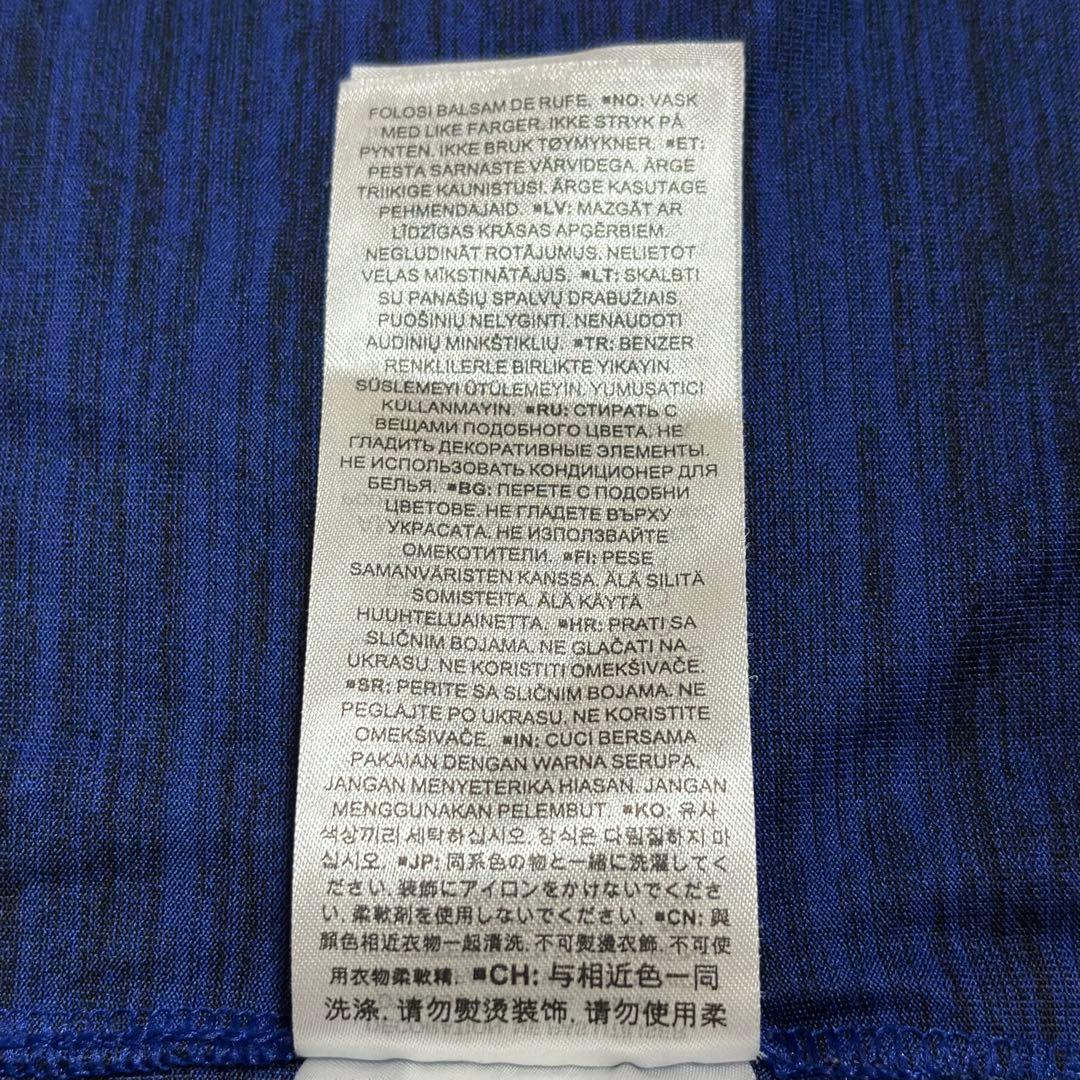 FOLOSI BALSAM DE RUFE. ■NO: VASK
MED LIKE FARGER. IKKE STRYK PÅ
PYNTEN. IKKE BRUK TØYMYKNER. ■ET:
PESTA SARNASTE VÄRVIDEGA. ÄRGE
TRIIKIGE KAUNISTUSI. ÄRGE KASUTAGE
PEHMENDAJAID. ■LV: MAZGĀT AR
LĪDZĪGAS KRĀSAS APĢĒRBIEM.
NEGLUDINĀT ROTĀJUMUS. NELIETOT
VEĻAS MĪKSTINĀTĀJUS. ■LT: SKALBTI
SU PANAŠIŲ SPALVŲ DRABUŽIAIS.
PUOŠINIŲ NELYGINTI. NENAUDOTI
AUDINIŲ MINKŠTIKLIŲ. ■TR: BENZER
RENKLILERLE BIRLIKTE YIKAYIN.
SÜSLEMEYI ÜTÜLEMEYIN. YUMUŞATICI
KULLANMAYIN. ■RU: СТИРАТЬ С
ВЕЩАМИ ПОДОБНОГО ЦВЕТА. НЕ
ГЛАДИТЬ ДЕКОРАТИВНЫЕ ЭЛЕМЕНТЫ.
НЕ ИСПОЛЬЗОВАТЬ КОНДИЦИОНЕР ДЛЯ
БЕЛЬЯ. ■BG: ПЕРЕТЕ С ПОДОБНИ
ЦВЕТОВЕ. НЕ ГЛАДЕТЕ ВЪРХУ
УКРАСАТА. НЕ ИЗПОЛЗВАЙТЕ
ОМЕКОТИТЕЛИ. ■FI: PESE
SAMANVÄRISTEN KANSSA. ÄLÄ SILITÄ
SOMISTEITA. ÄLÄ KÄYTÄ
HUUHTELUAINETTA. ■HR: PRATI SA
SLIČNIM BOJAMA. NE GLAČATI NA
UKRASU. NE KORISTITI OMEKŠIVAČE.
■SR: PERITE SA SLIČNIM BOJAMA. NE
PEGLAJTE PO UKRASU. NE KORISTITE
OMEKŠIVAČE. ■IN: CUCI BERSAMA
PAKAIAN DENGAN WARNA SERUPA.
JANGAN MENYETERIKA HIASAN. JANGAN
MENGGUNAKAN PELEMBUT. ■KO: 유사
색상끼리 세탁하십시오. 장식은 다림질하지 마
십시오. ■JP: 同系色の物と一緒に洗濯してく
ださい. 装飾にアイロンをかけないでくださ
い. 柔軟剤を使用しないでください. ■CN: 與
顏色相近衣物一起清洗. 不可熨燙衣飾. 不可使
用衣物柔軟精. ■CH: 与相近色一同
洗涤. 请勿熨烫装饰. 请勿使用柔